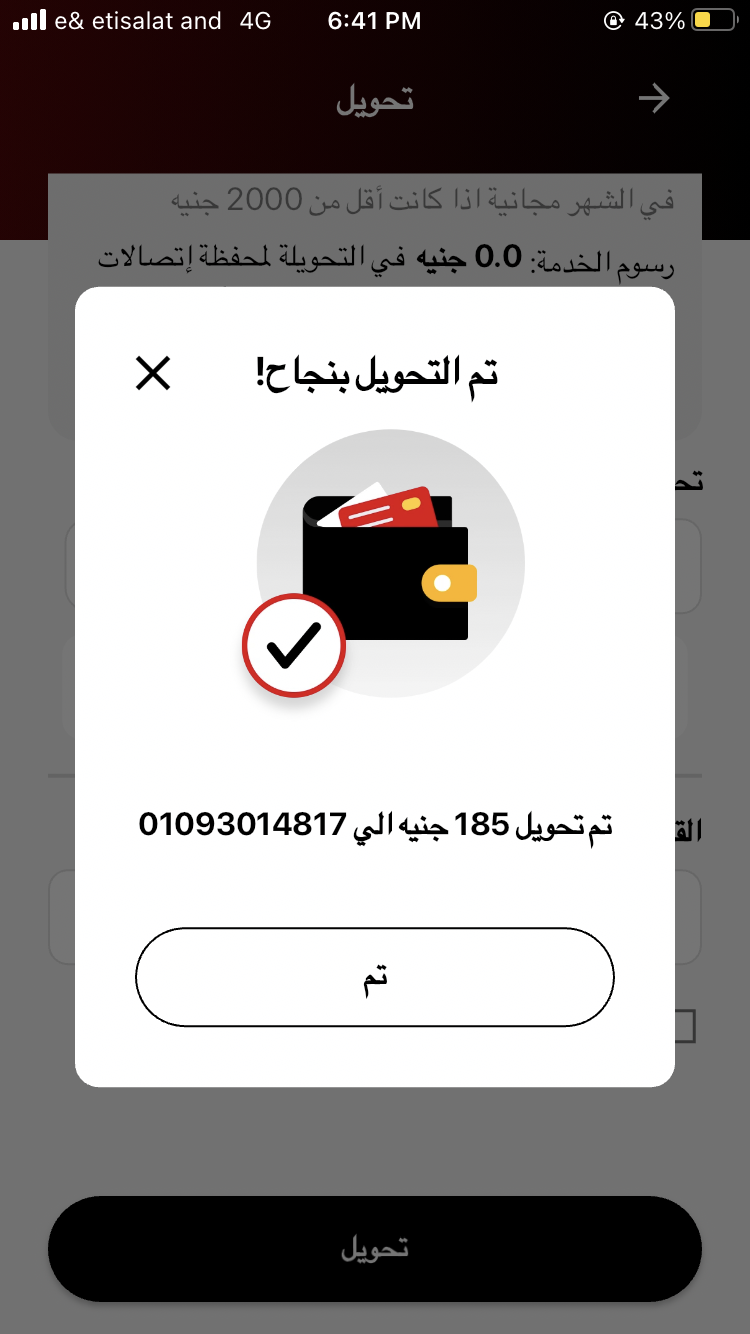 e& etisalat and 4G 6:41 PM 43%
تحويل
في الشهر مجانية اذا كانت أقل من 2000 جنيه
رسوم الخدمة: 0.0 جنيه في التحويلة لمحفظة إتصالات
تم التحويل بنجاح!
تم تحويل 185 جنيه الي 01093014817
تم
تحويل